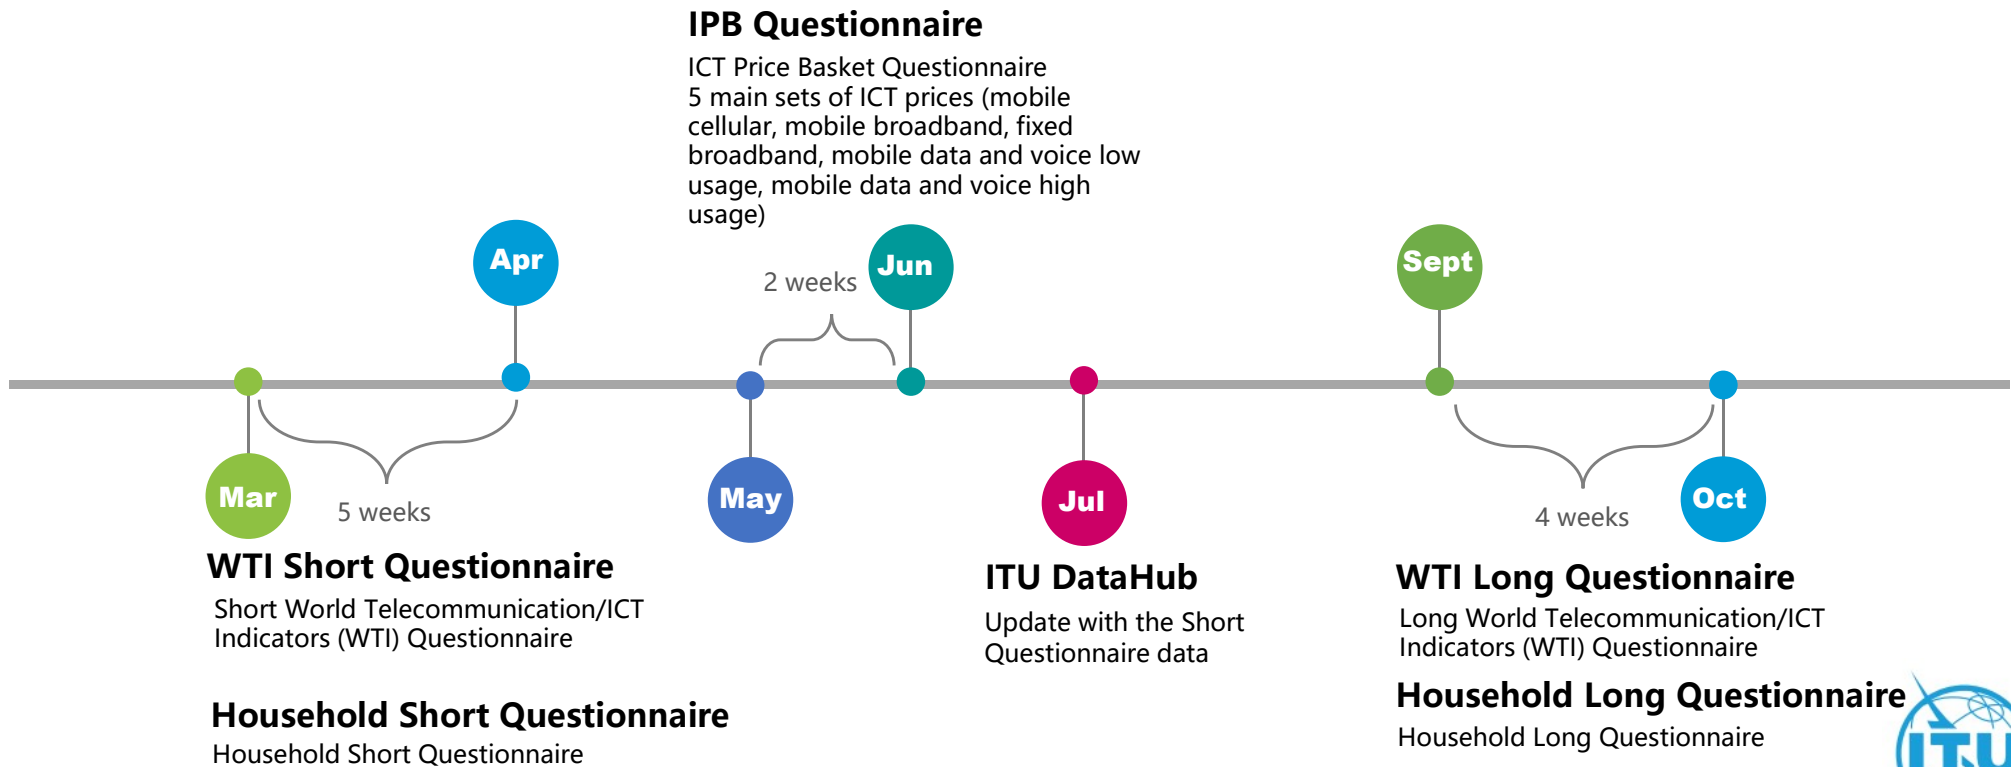 IPB Questionnaire
ICT Price Basket Questionnaire
5 main sets of ICT prices (mobile
cellular, mobile broadband, fixed
broadband, mobile data and voice low
usage, mobile data and voice high
usage)
Apr
2 weeks
Jun
Sept
Mar
5 weeks
May
Jul
4 weeks
Oct
WTI Short Questionnaire
Short World Telecommunication/ICT
Indicators (WTI) Questionnaire
Household Short Questionnaire
Household Short Questionnaire
ITU DataHub
Update with the Short
Questionnaire data
WTI Long Questionnaire
Long World Telecommunication/ICT
Indicators (WTI) Questionnaire
Household Long Questionnaire
Household Long Questionnaire
ITU